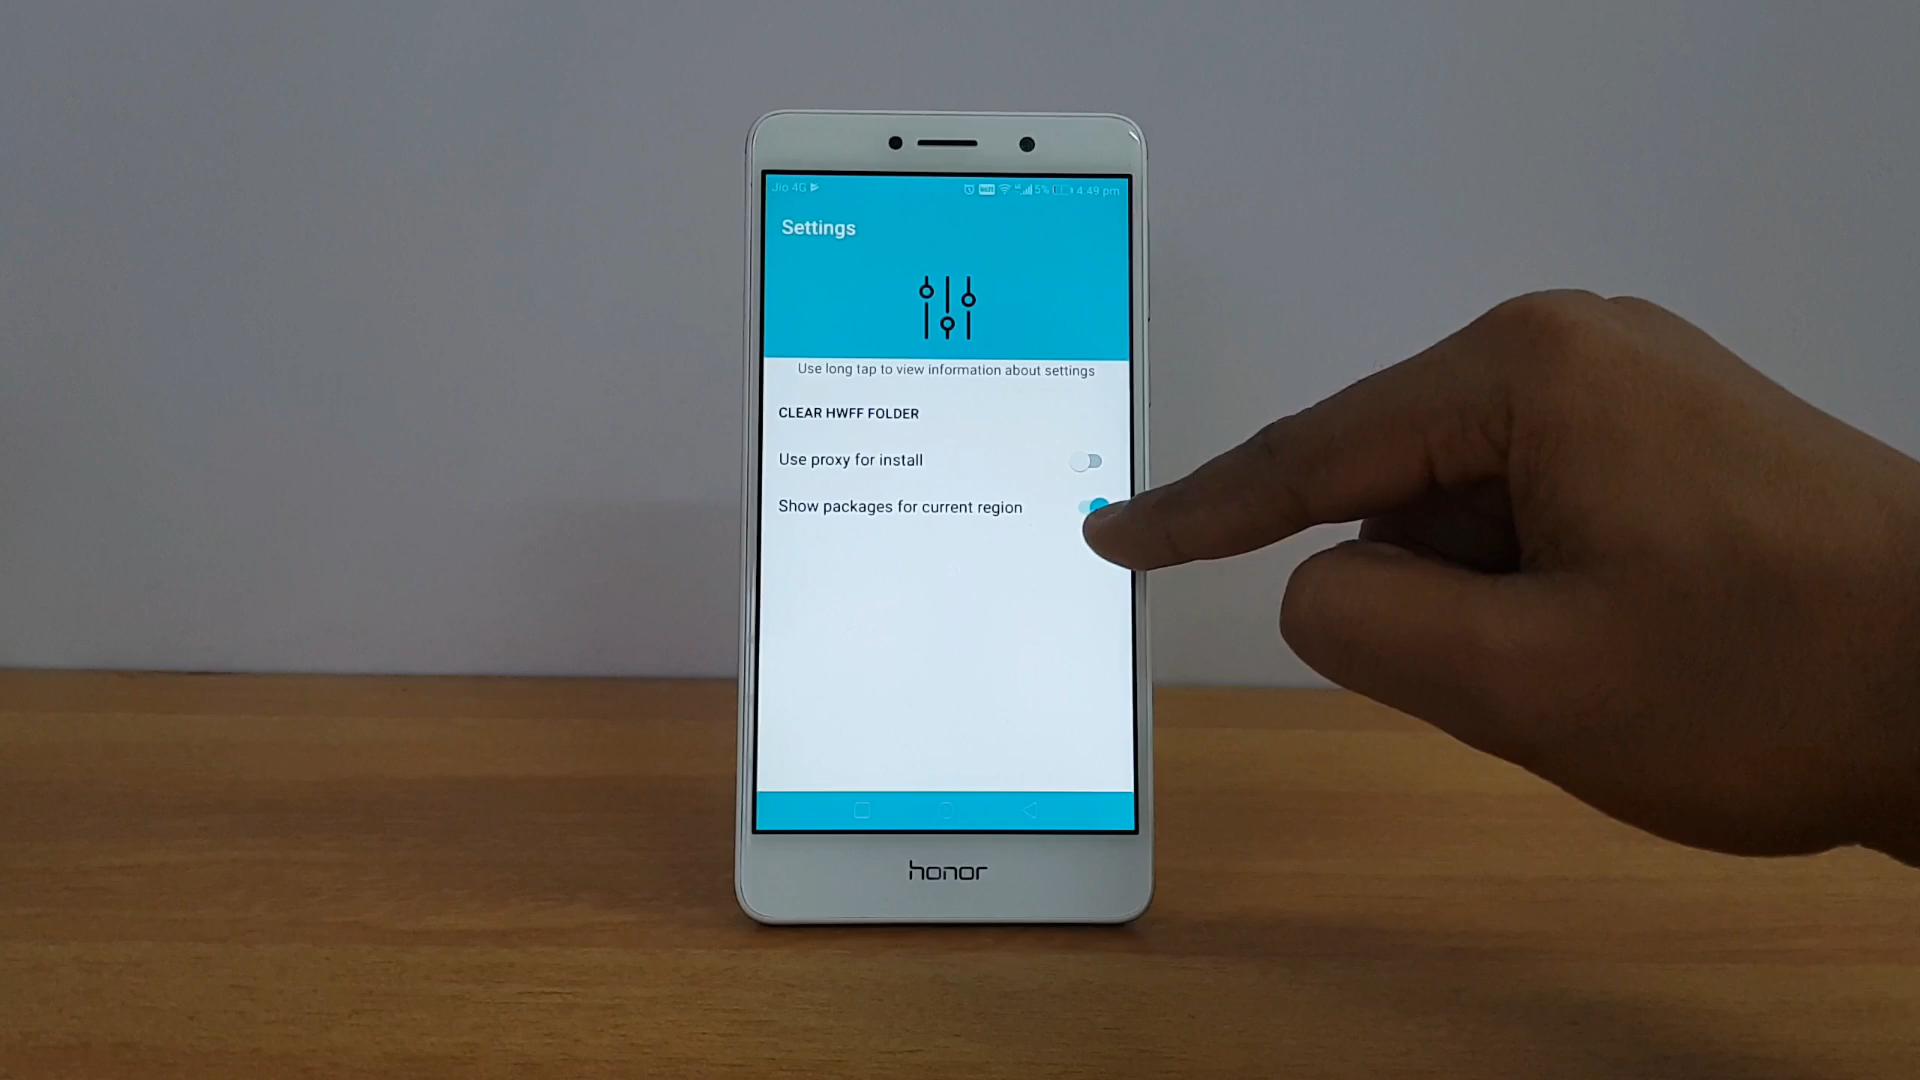 Jio 4G 5% 4:49 pm
Settings
Use long tap to view information about settings
CLEAR HWFF FOLDER
Use proxy for install
Show packages for current region
honor